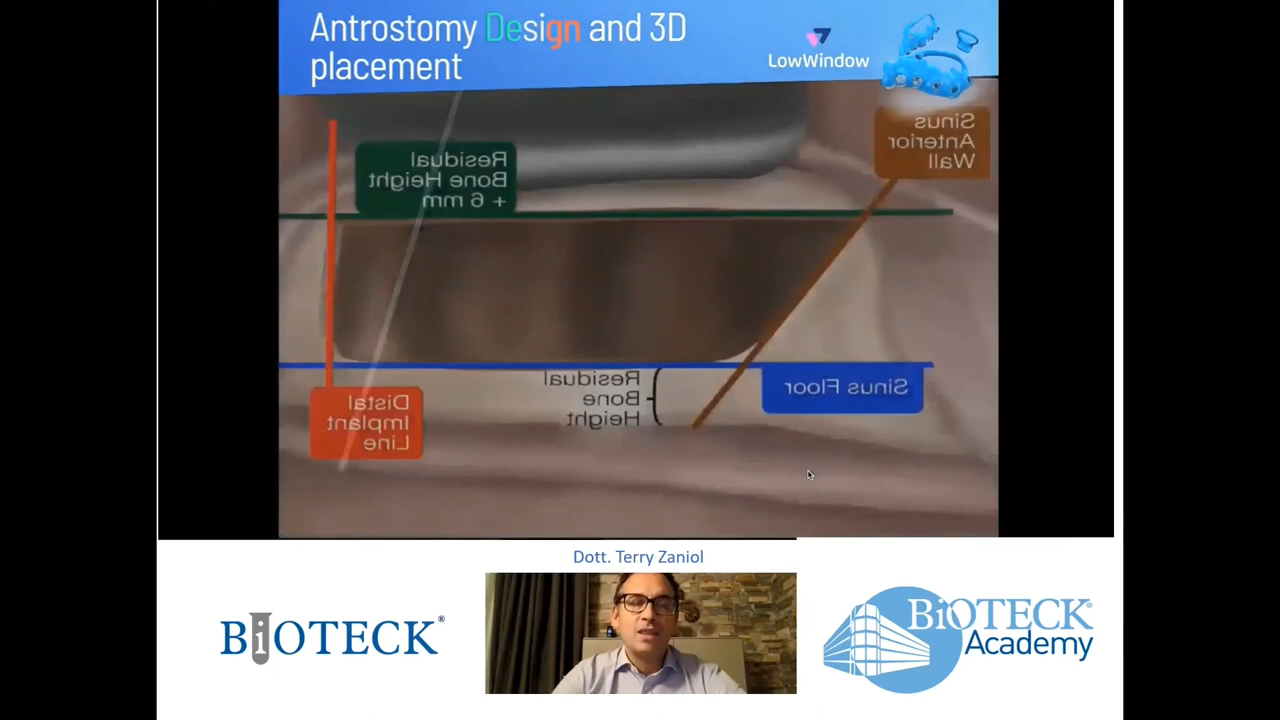 Antrostomy Design and 3D
placement
LowWindow
Sinus
Anterior
Wall
Residual
Bone Height
+ 6 mm
Residual
Bone
Height
Sinus Floor
Distal
Implant
Line
Dott. Terry Zaniol
BiOTECK®
BiOTECK®
Academy